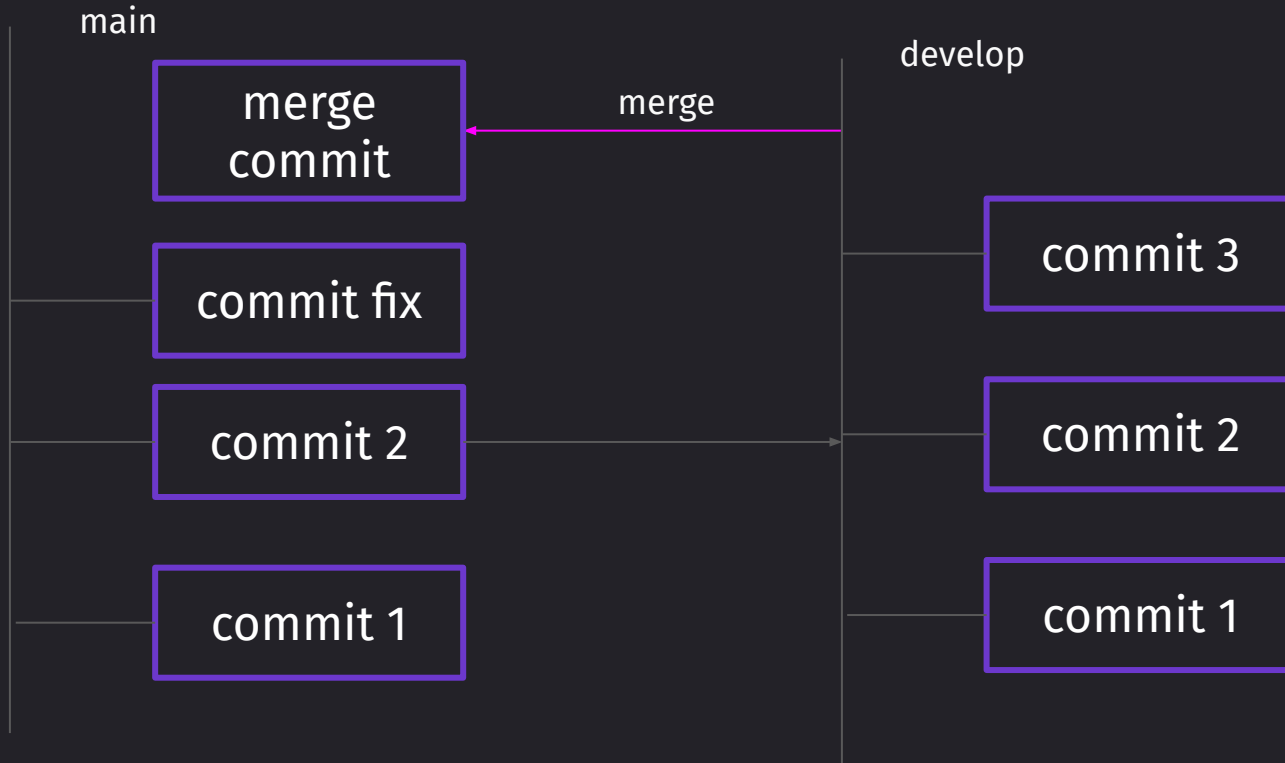 main
develop
merge
commit
merge
commit 3
commit fix
commit 2
commit 2
commit 1
commit 1